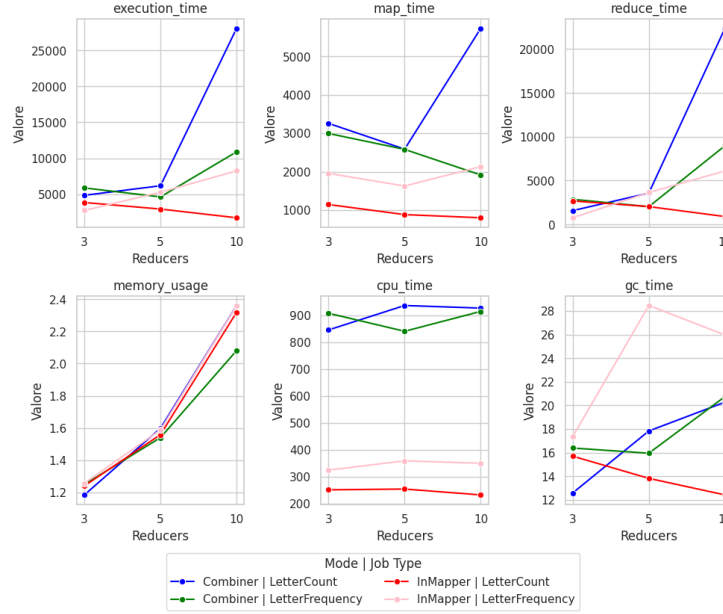 execution_time
map_time
reduce_time
25000
20000
15000
10000
5000
Valore
3
5
10
Reducers
5000
4000
3000
2000
1000
Valore
3
5
10
Reducers
20000
15000
10000
5000
0
Valore
3
5
Reducers
memory_usage
cpu_time
gc_time
2.4
2.2
2.0
1.8
1.6
1.4
1.2
Valore
3
5
10
Reducers
900
800
700
600
500
400
300
200
Valore
3
5
10
Reducers
28
26
24
22
20
18
16
14
12
Valore
3
5
Reducers
Mode | Job Type
Combiner | LetterCount
InMapper | LetterCount
Combiner | LetterFrequency
InMapper | LetterFrequency